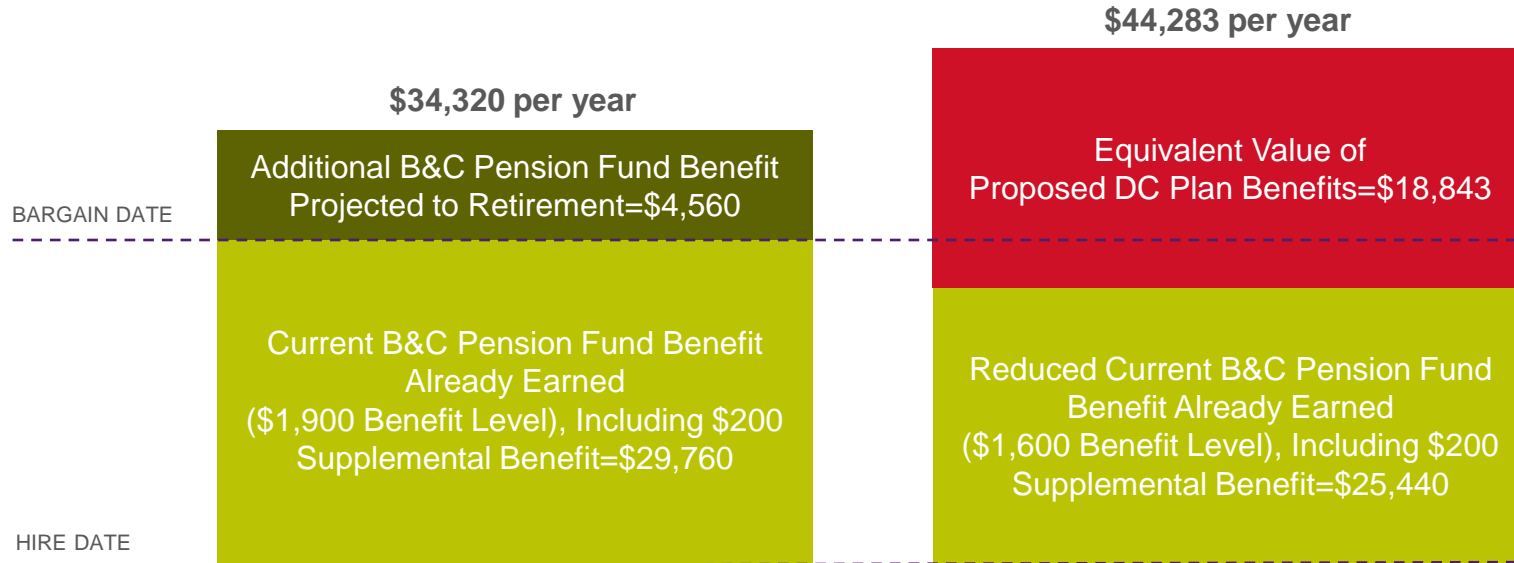 $44,283 per year
$34,320 per year
Additional B&C Pension Fund Benefit
Projected to Retirement=$4,560
Equivalent Value of
Proposed DC Plan Benefits=$18,843
BARGAIN DATE
Current B&C Pension Fund Benefit
Already Earned
($1,900 Benefit Level), Including $200
Supplemental Benefit=$29,760
Reduced Current B&C Pension Fund
Benefit Already Earned
($1,600 Benefit Level), Including $200
Supplemental Benefit=$25,440
HIRE DATE